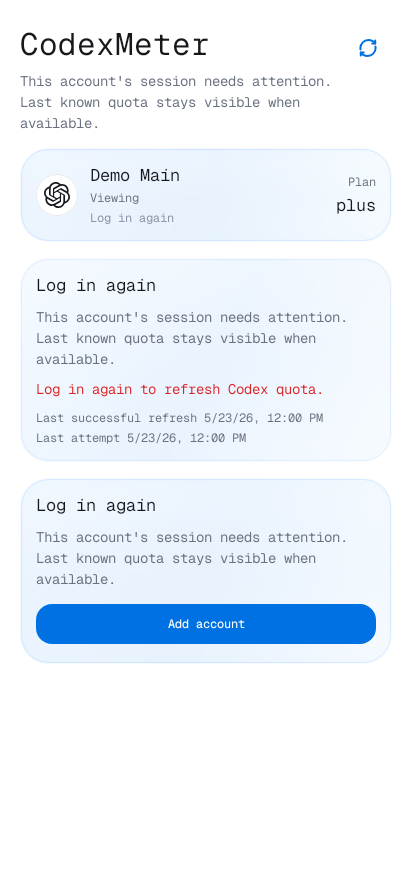 CodexMeter
This account's session needs attention.
Last known quota stays visible when
available.
Demo Main
Viewing
Log in again
Plan
plus
Log in again
This account's session needs attention.
Last known quota stays visible when
available.
Log in again to refresh Codex quota.
Last successful refresh 5/23/26, 12:00 PM
Last attempt 5/23/26, 12:00 PM
Log in again
This account's session needs attention.
Last known quota stays visible when
available.
Add account